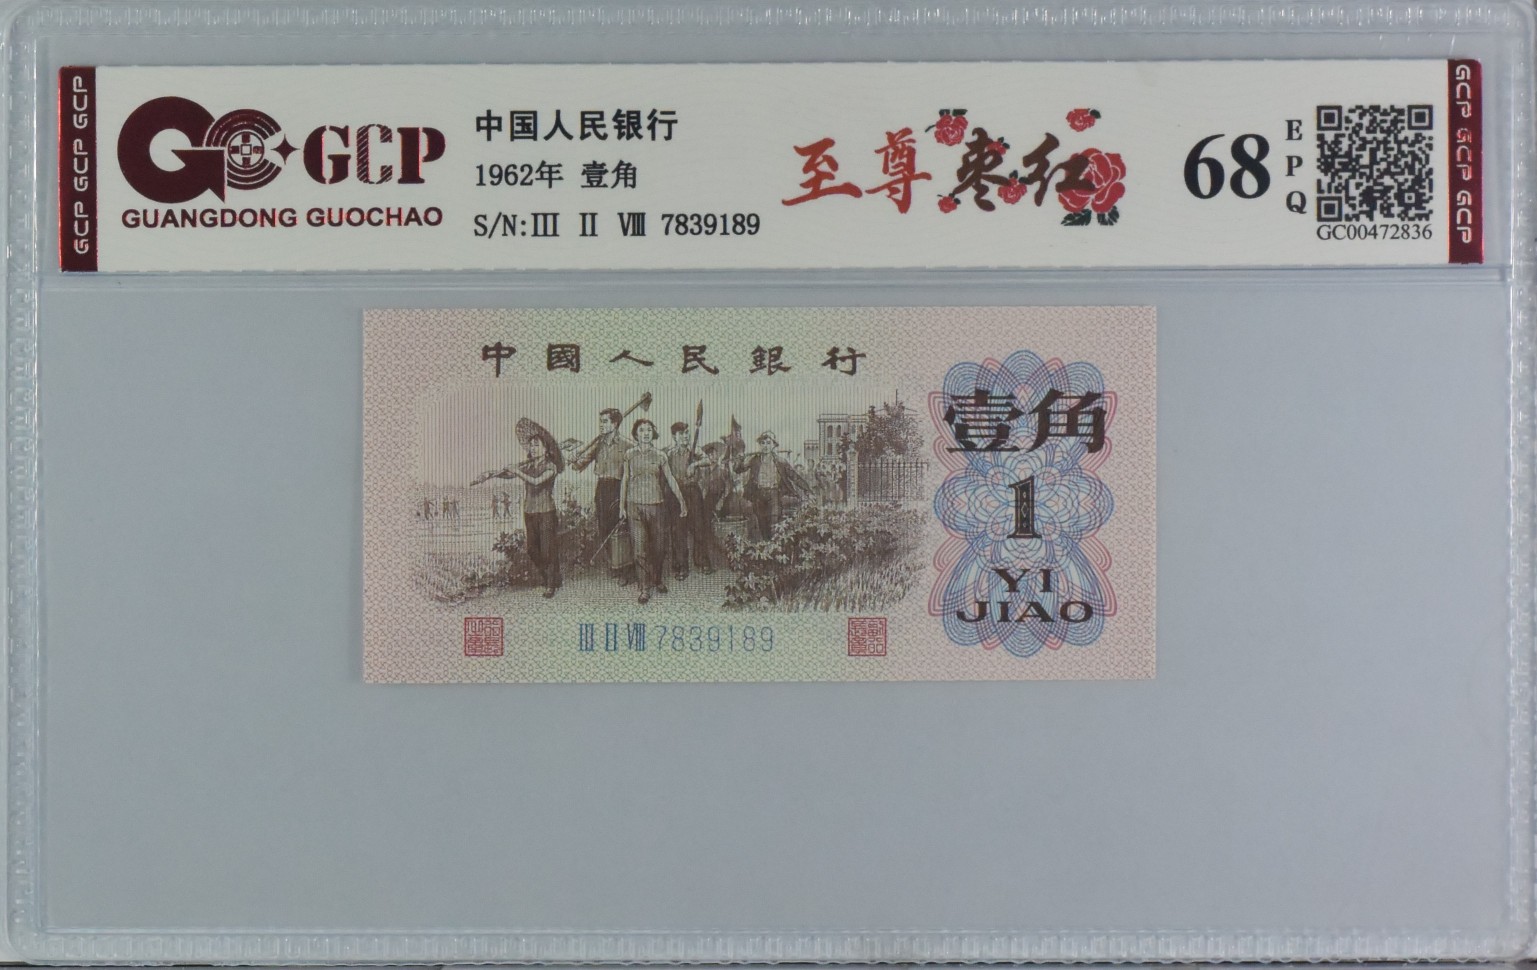 GCP GCP GCP
GCP
GUANGDONG GUOCHAO
中国人民银行
1962年 壹角
S/N:Ⅲ Ⅱ Ⅷ 7839189
至尊枣红
68
EPQ
GC00472836
GCP GCP GCP
中國人民銀行
壹角
1
YI
JIAO
Ⅲ Ⅱ Ⅷ 7839189